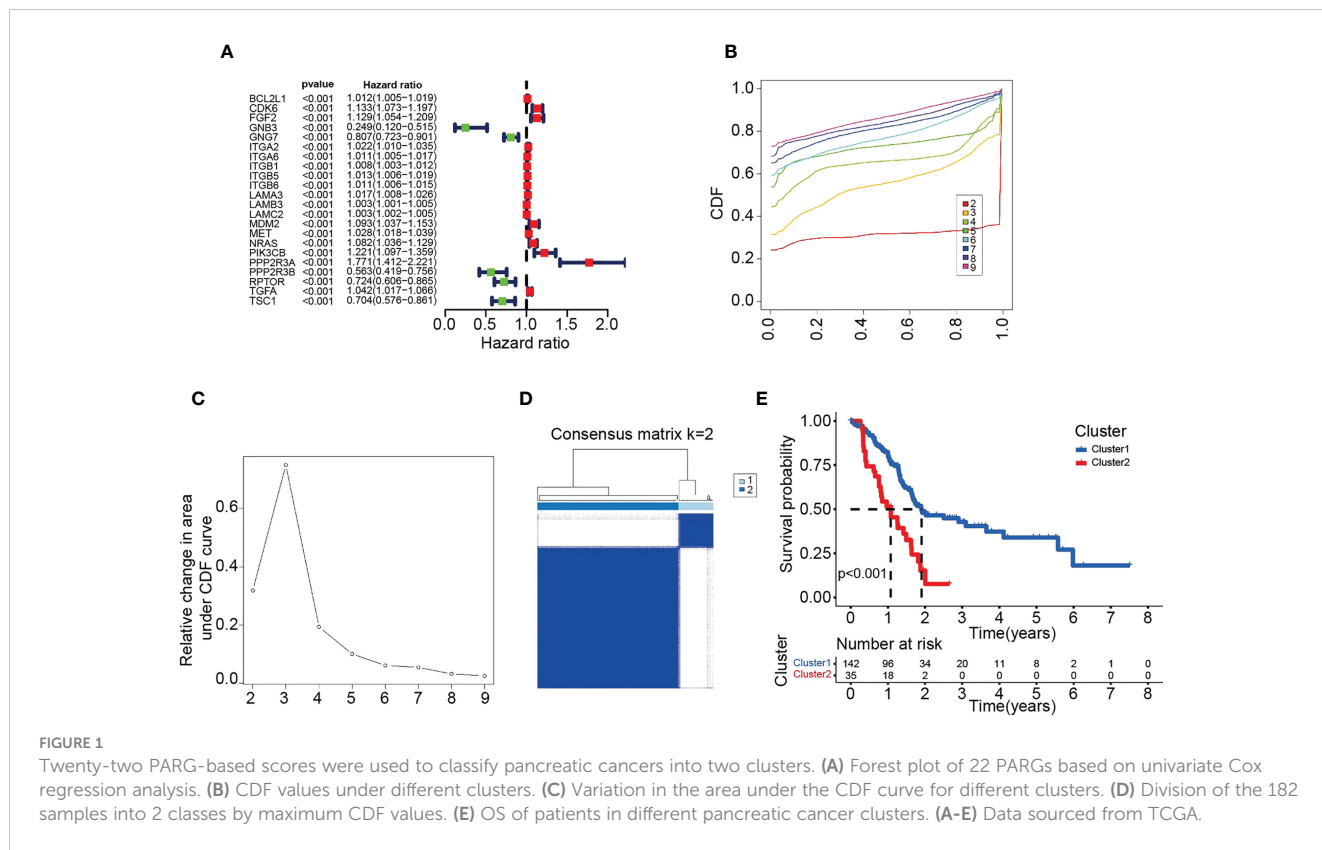 A
pvalue Hazard ratio
BCL2L1 <0.001 1.012(1.005−1.019)
CDK6 <0.001 1.133(1.073−1.197)
FGF2 <0.001 1.129(1.054−1.209)
GNB3 <0.001 0.249(0.120−0.515)
GNG7 <0.001 0.807(0.723−0.901)
ITGA2 <0.001 1.022(1.010−1.035)
ITGA6 <0.001 1.011(1.005−1.017)
ITGB1 <0.001 1.008(1.003−1.012)
ITGB5 <0.001 1.013(1.006−1.019)
ITGB6 <0.001 1.011(1.006−1.015)
LAMA3 <0.001 1.017(1.008−1.026)
LAMB3 <0.001 1.003(1.001−1.005)
LAMC2 <0.001 1.003(1.002−1.005)
MDM2 <0.001 1.093(1.037−1.153)
MET <0.001 1.028(1.018−1.039)
NRAS <0.001 1.082(1.036−1.129)
PIK3CB <0.001 1.221(1.097−1.359)
PPP2R3A <0.001 1.771(1.412−2.221)
PPP2R3B <0.001 0.563(0.419−0.756)
RPTOR <0.001 0.724(0.606−0.865)
TGFA <0.001 1.042(1.017−1.066)
TSC1 <0.001 0.704(0.576−0.861)
0.0 0.5 1.0 1.5 2.0
Hazard ratio
B
1.0
0.8
0.6
0.4
0.2
0.0
CDF
2
3
4
5
6
7
8
9
0.0 0.2 0.4 0.6 0.8 1.0
C
Relative change in area
under CDF curve
0.6
0.4
0.2
0.0
2 3 4 5 6 7 8 9
D
Consensus matrix k=2
1
2
E
Survival probability
1.00
0.75
0.50
0.25
0.00
p<0.001
Cluster
Cluster1
Cluster2
0 1 2 3 4 5 6 7 8
Time(years)
Number at risk
Cluster
Cluster1 142 96 34 20 11 8 2 1 0
Cluster2 35 18 2 0 0 0 0 0 0
0 1 2 3 4 5 6 7 8
Time(years)
FIGURE 1
Twenty-two PARG-based scores were used to classify pancreatic cancers into two clusters. (A) Forest plot of 22 PARGs based on univariate Cox
regression analysis. (B) CDF values under different clusters. (C) Variation in the area under the CDF curve for different clusters. (D) Division of the 182
samples into 2 classes by maximum CDF values. (E) OS of patients in different pancreatic cancer clusters. (A-E) Data sourced from TCGA.